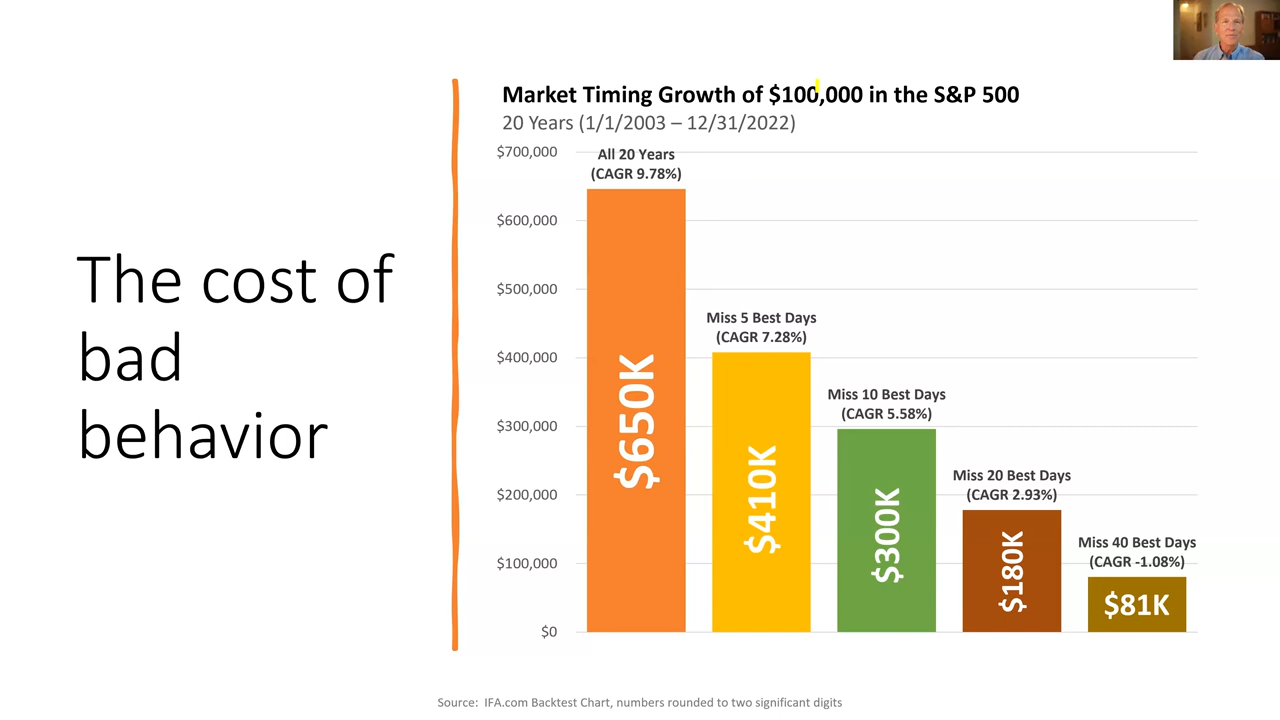 The cost of
bad
behavior
Market Timing Growth of $100,000 in the S&P 500
20 Years (1/1/2003 – 12/31/2022)
$700,000
$600,000
$500,000
$400,000
$300,000
$200,000
$100,000
$0
All 20 Years
(CAGR 9.78%)
$650K
Miss 5 Best Days
(CAGR 7.28%)
$410K
Miss 10 Best Days
(CAGR 5.58%)
$300K
Miss 20 Best Days
(CAGR 2.93%)
$180K
Miss 40 Best Days
(CAGR -1.08%)
$81K
Source: IFA.com Backtest Chart, numbers rounded to two significant digits